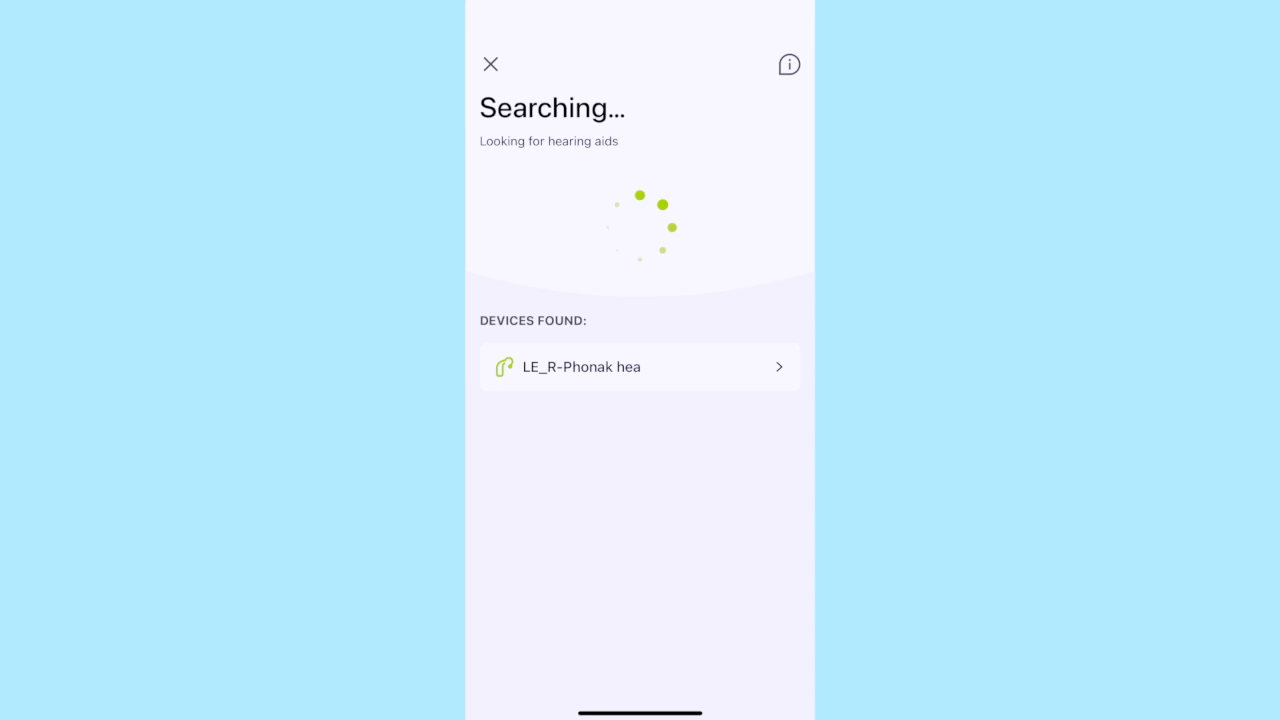 Searching...
Looking for hearing aids
DEVICES FOUND:
LE_R-Phonak hea